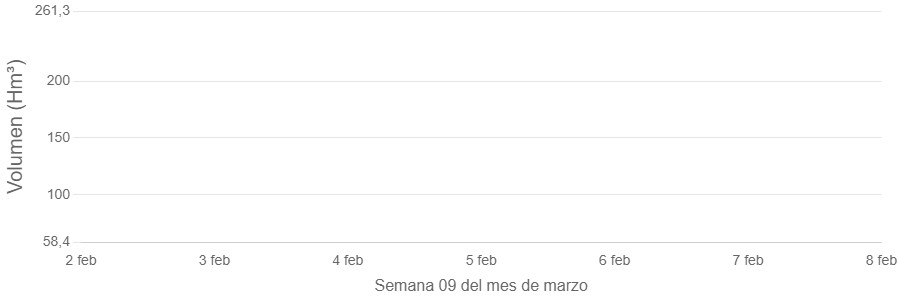 261,3
Volumen (Hm³)
200
150
100
58,4
2 feb 3 feb 4 feb 5 feb 6 feb 7 feb 8 feb
Semana 09 del mes de marzo